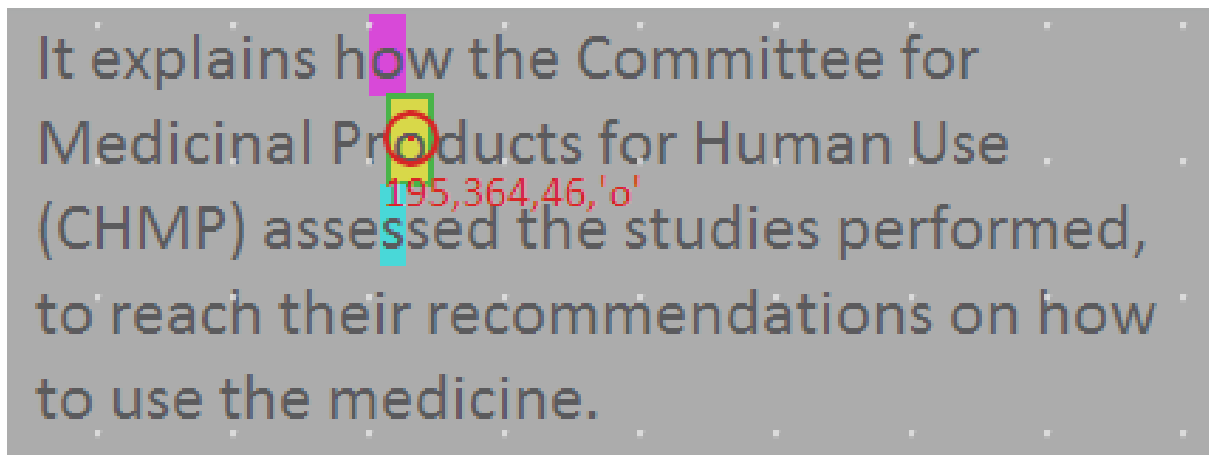 It explains how the Committee for
Medicinal Products for Human Use
195,364,46,'o'
(CHMP) assessed the studies performed,
to reach their recommendations on how
to use the medicine.